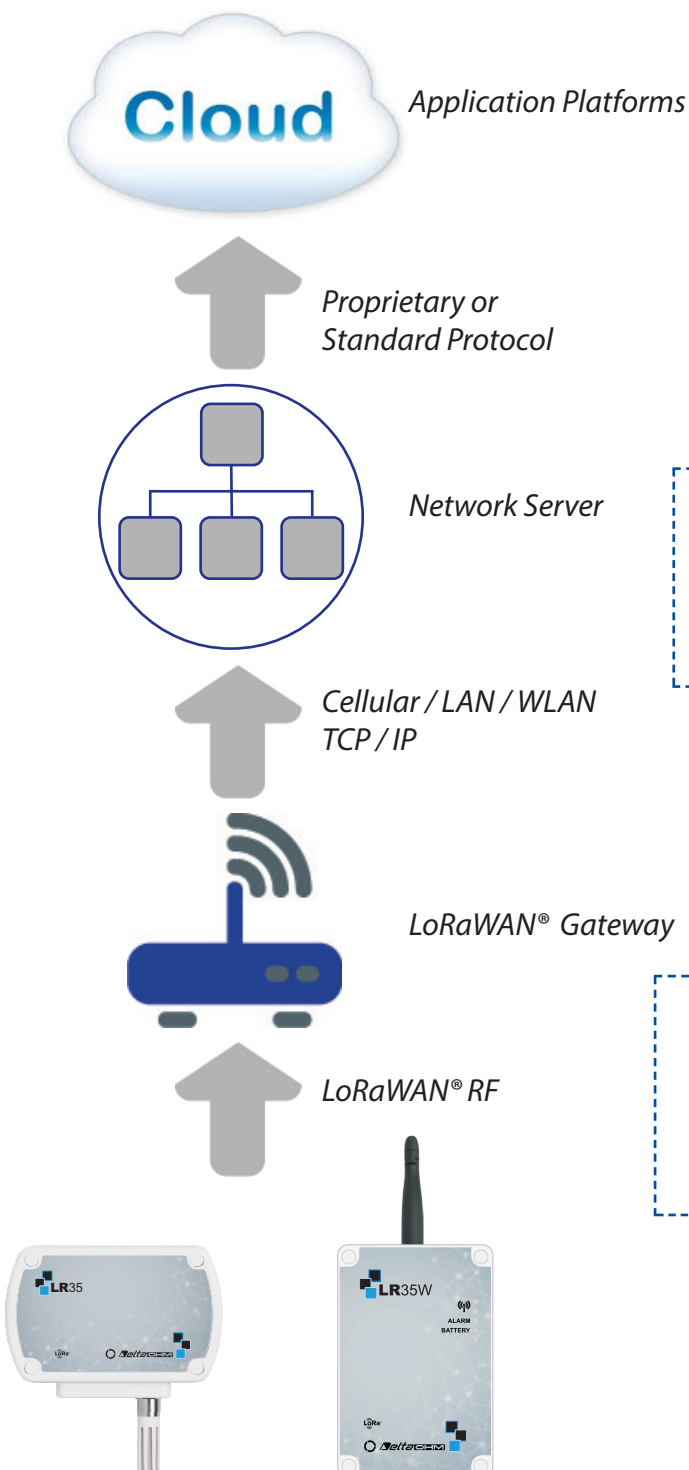 Cloud
Application Platforms
Proprietary or
Standard Protocol
Network Server
Cellular / LAN / WLAN
TCP / IP
LoRaWAN® Gateway
LoRaWAN® RF
LR35
LoRa
DeltaOHM
LR35W
ALARM
BATTERY
LoRa
DeltaOHM